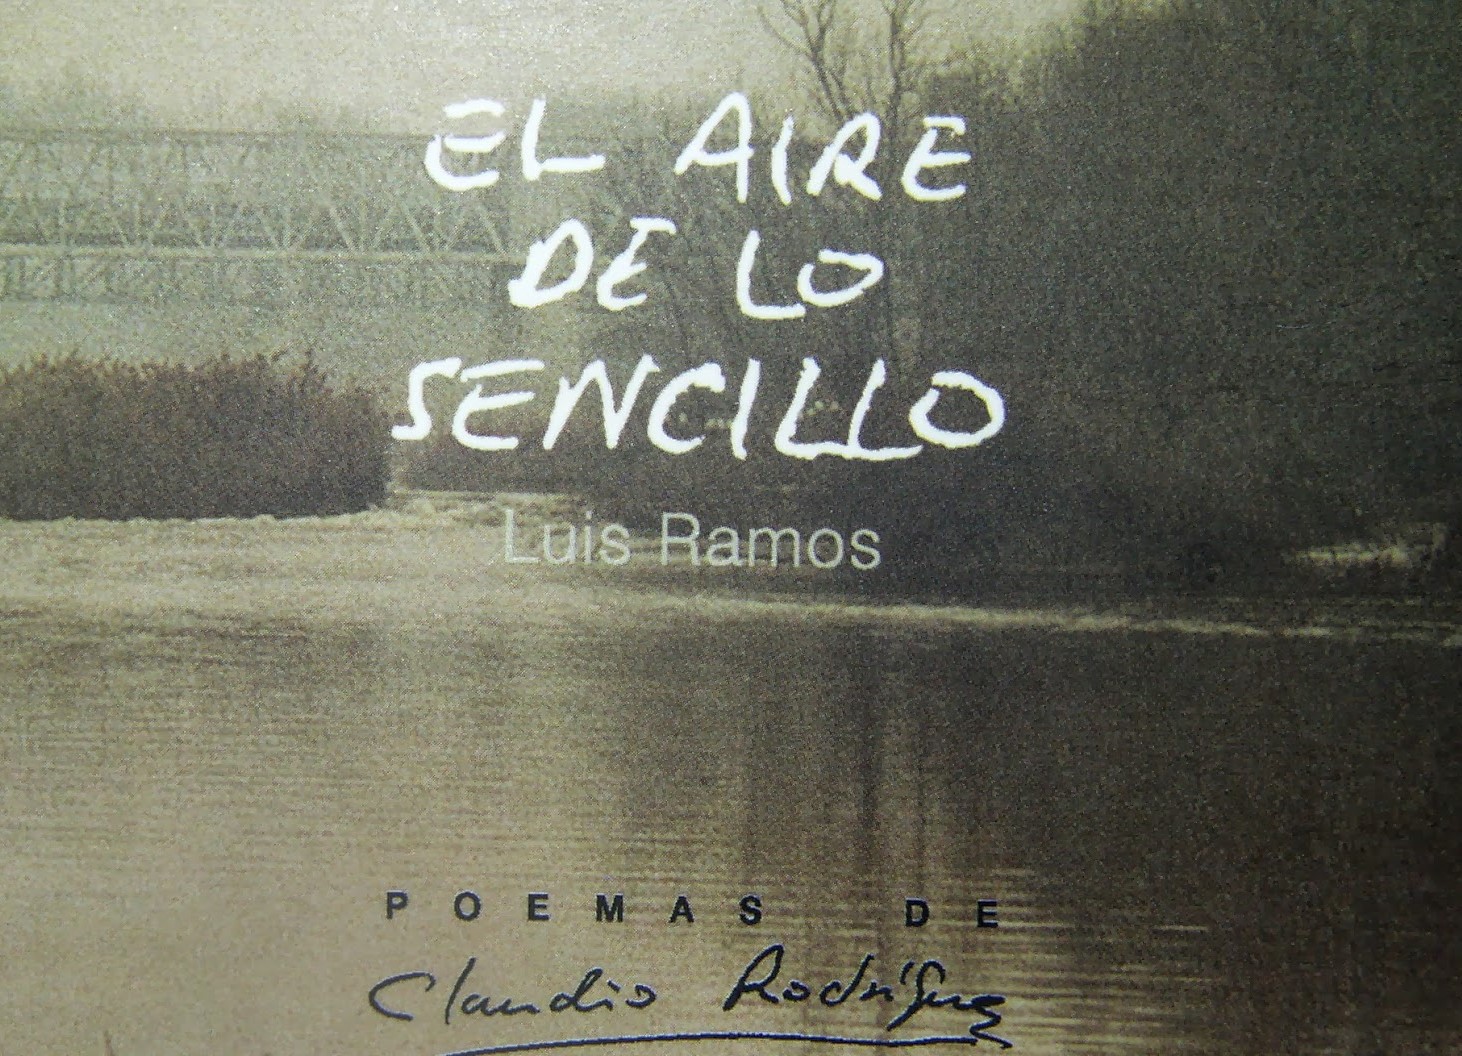 EL AIRE
DE LO
SENCILLO
Luis Ramos
POEMAS DE
Claudio Rodríguez